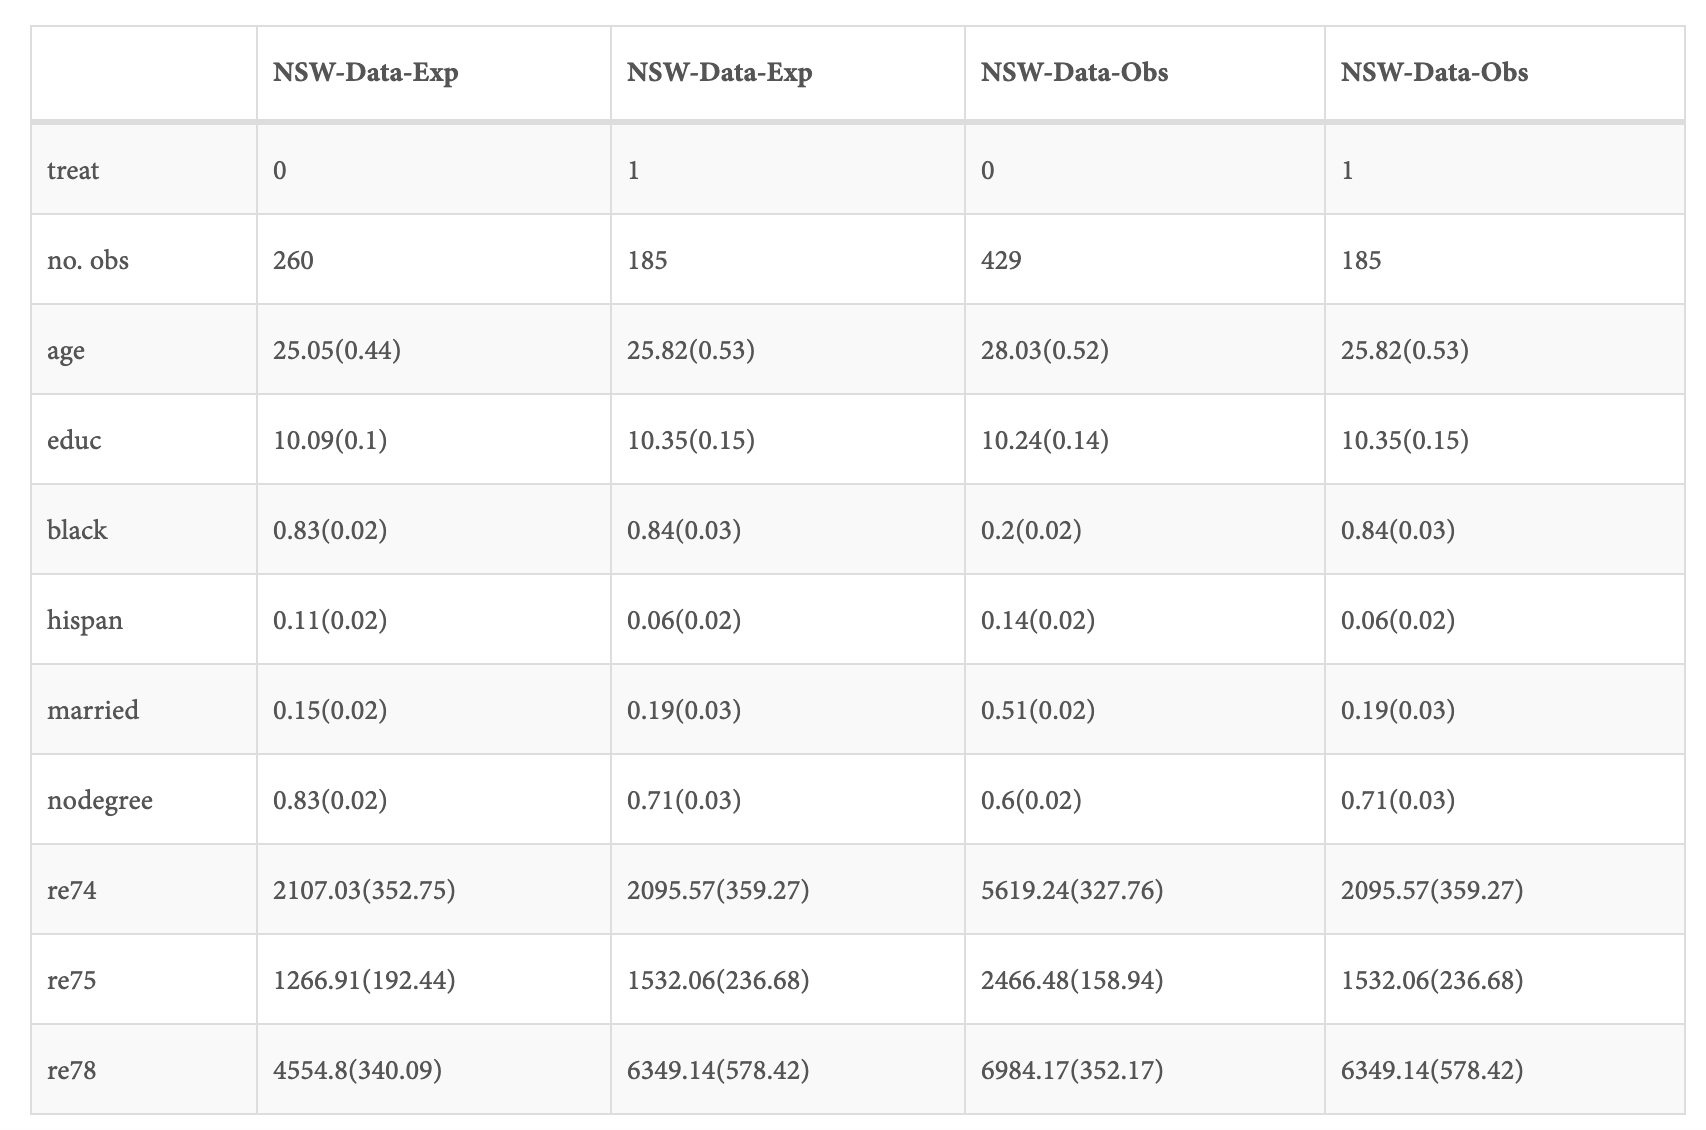 NSW-Data-Exp NSW-Data-Exp NSW-Data-Obs NSW-Data-Obs
treat 0 1 0 1
no. obs 260 185 429 185
age 25.05(0.44) 25.82(0.53) 28.03(0.52) 25.82(0.53)
educ 10.09(0.1) 10.35(0.15) 10.24(0.14) 10.35(0.15)
black 0.83(0.02) 0.84(0.03) 0.2(0.02) 0.84(0.03)
hispan 0.11(0.02) 0.06(0.02) 0.14(0.02) 0.06(0.02)
married 0.15(0.02) 0.19(0.03) 0.51(0.02) 0.19(0.03)
nodegree 0.83(0.02) 0.71(0.03) 0.6(0.02) 0.71(0.03)
re74 2107.03(352.75) 2095.57(359.27) 5619.24(327.76) 2095.57(359.27)
re75 1266.91(192.44) 1532.06(236.68) 2466.48(158.94) 1532.06(236.68)
re78 4554.8(340.09) 6349.14(578.42) 6984.17(352.17) 6349.14(578.42)